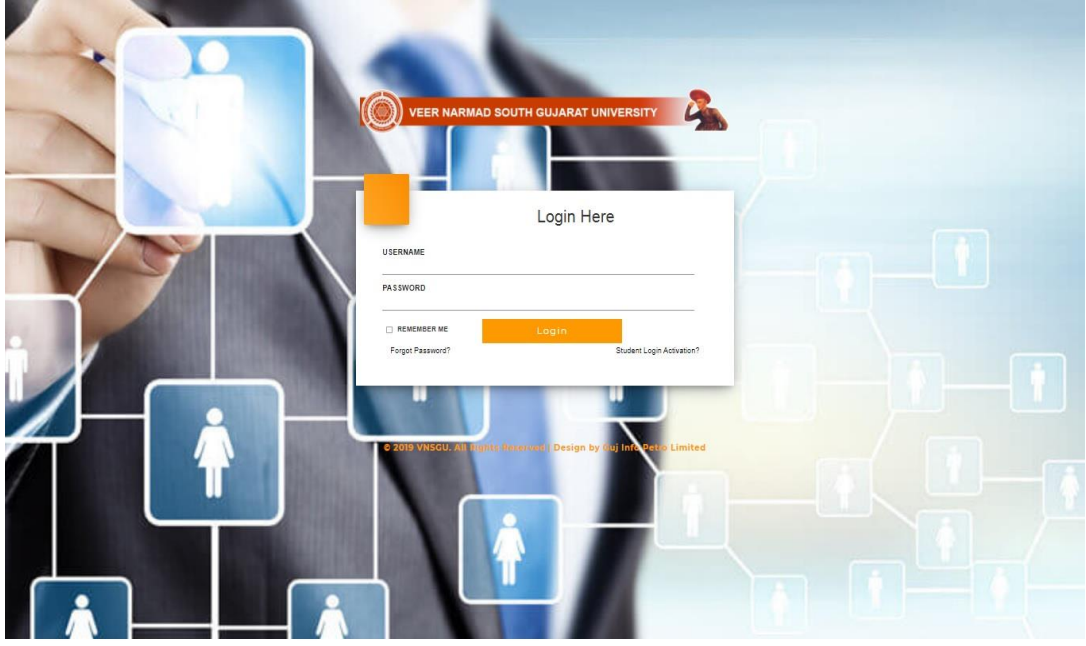 VEER NARMAD SOUTH GUJARAT UNIVERSITY
Login Here
USERNAME
PASSWORD
REMEMBER ME
Login
Forgot Password?
Student Login Activation?
© 2019 VNSGU. All Rights Reserved | Design by Guj Info Petro Limited